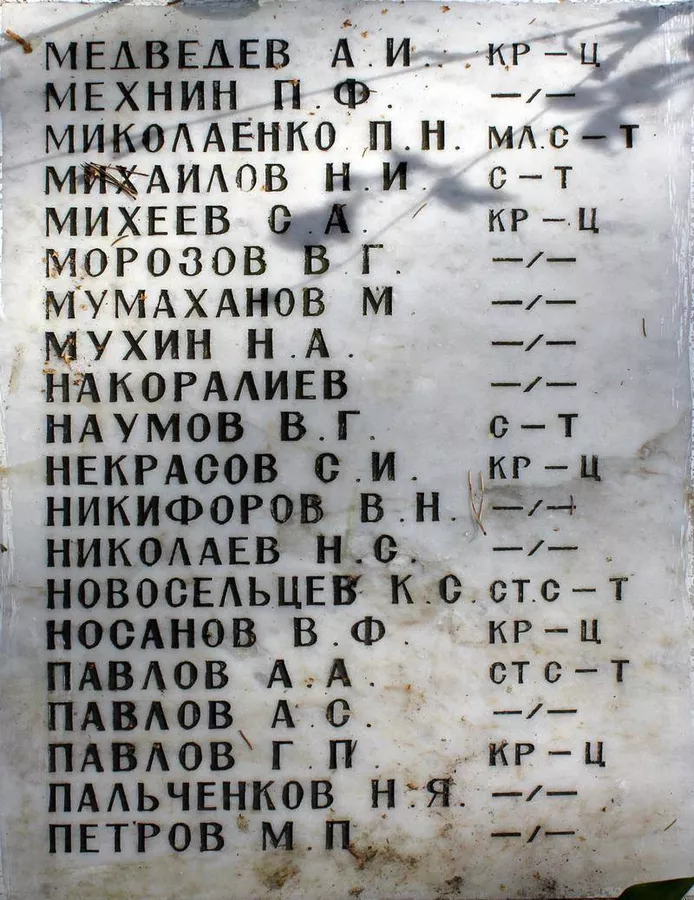 МЕДВЕДЕВ А.И. КР-Ц
МЕХНИН П.Ф. —/—
МИКОЛАЕНКО П.Н. МЛ.С-Т
МИХАИЛОВ Н.И. С-Т
МИХЕЕВ С.А. КР-Ц
МОРОЗОВ В.Г. —/—
МУМАХАНОВ М. —/—
МУХИН Н.А. —/—
НАКОРАЛИЕВ —/—
НАУМОВ В.Г. С-Т
НЕКРАСОВ С.И. КР-Ц
НИКИФОРОВ В.Н. —/—
НИКОЛАЕВ Н.С. —/—
НОВОСЕЛЬЦЕВ К.С. СТ.С-Т
НОСАНОВ В.Ф. КР-Ц
ПАВЛОВ А.А. СТ С-Т
ПАВЛОВ А.С. —/—
ПАВЛОВ Г.П. КР-Ц
ПАЛЬЧЕНКОВ Н.Я. —/—
ПЕТРОВ М.П —/—